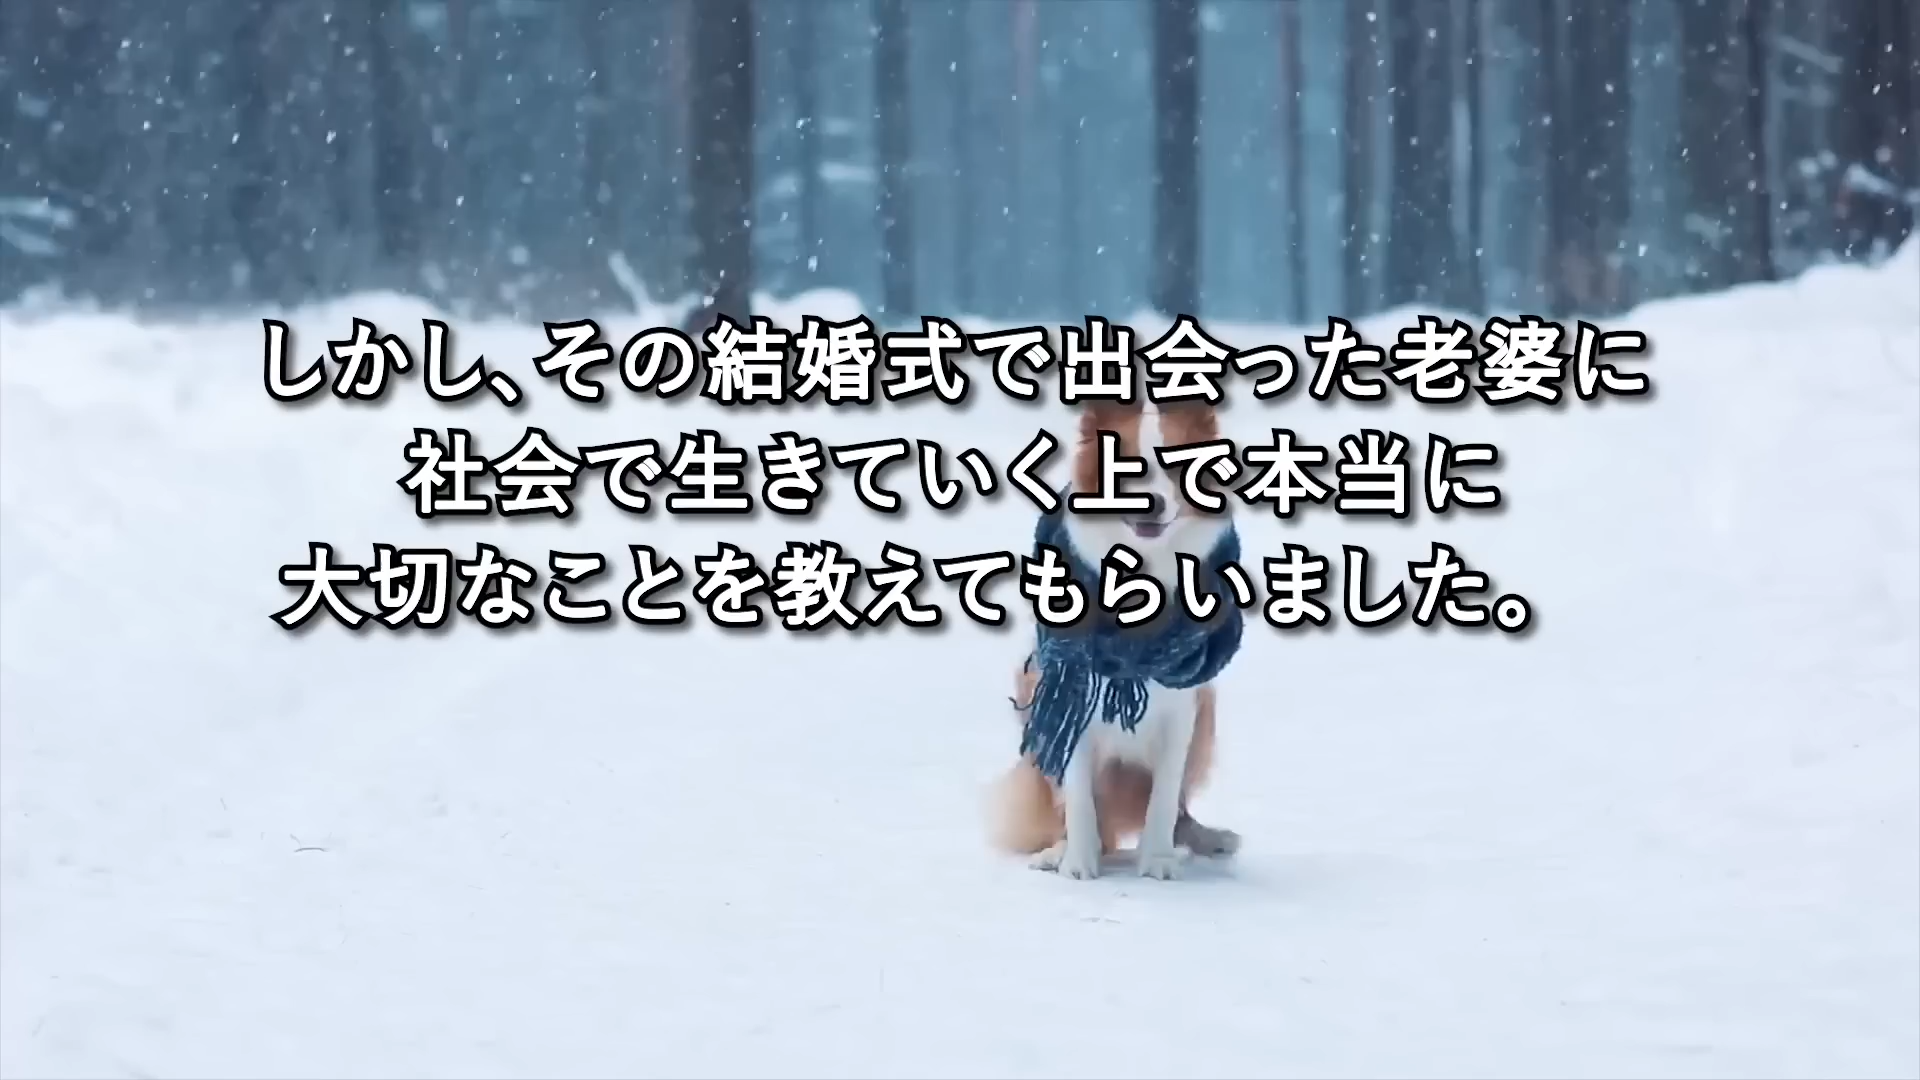 しかし、その結婚式で出会った老婆に
社会で生きていく上で本当に
大切なことを教えてもらいました。